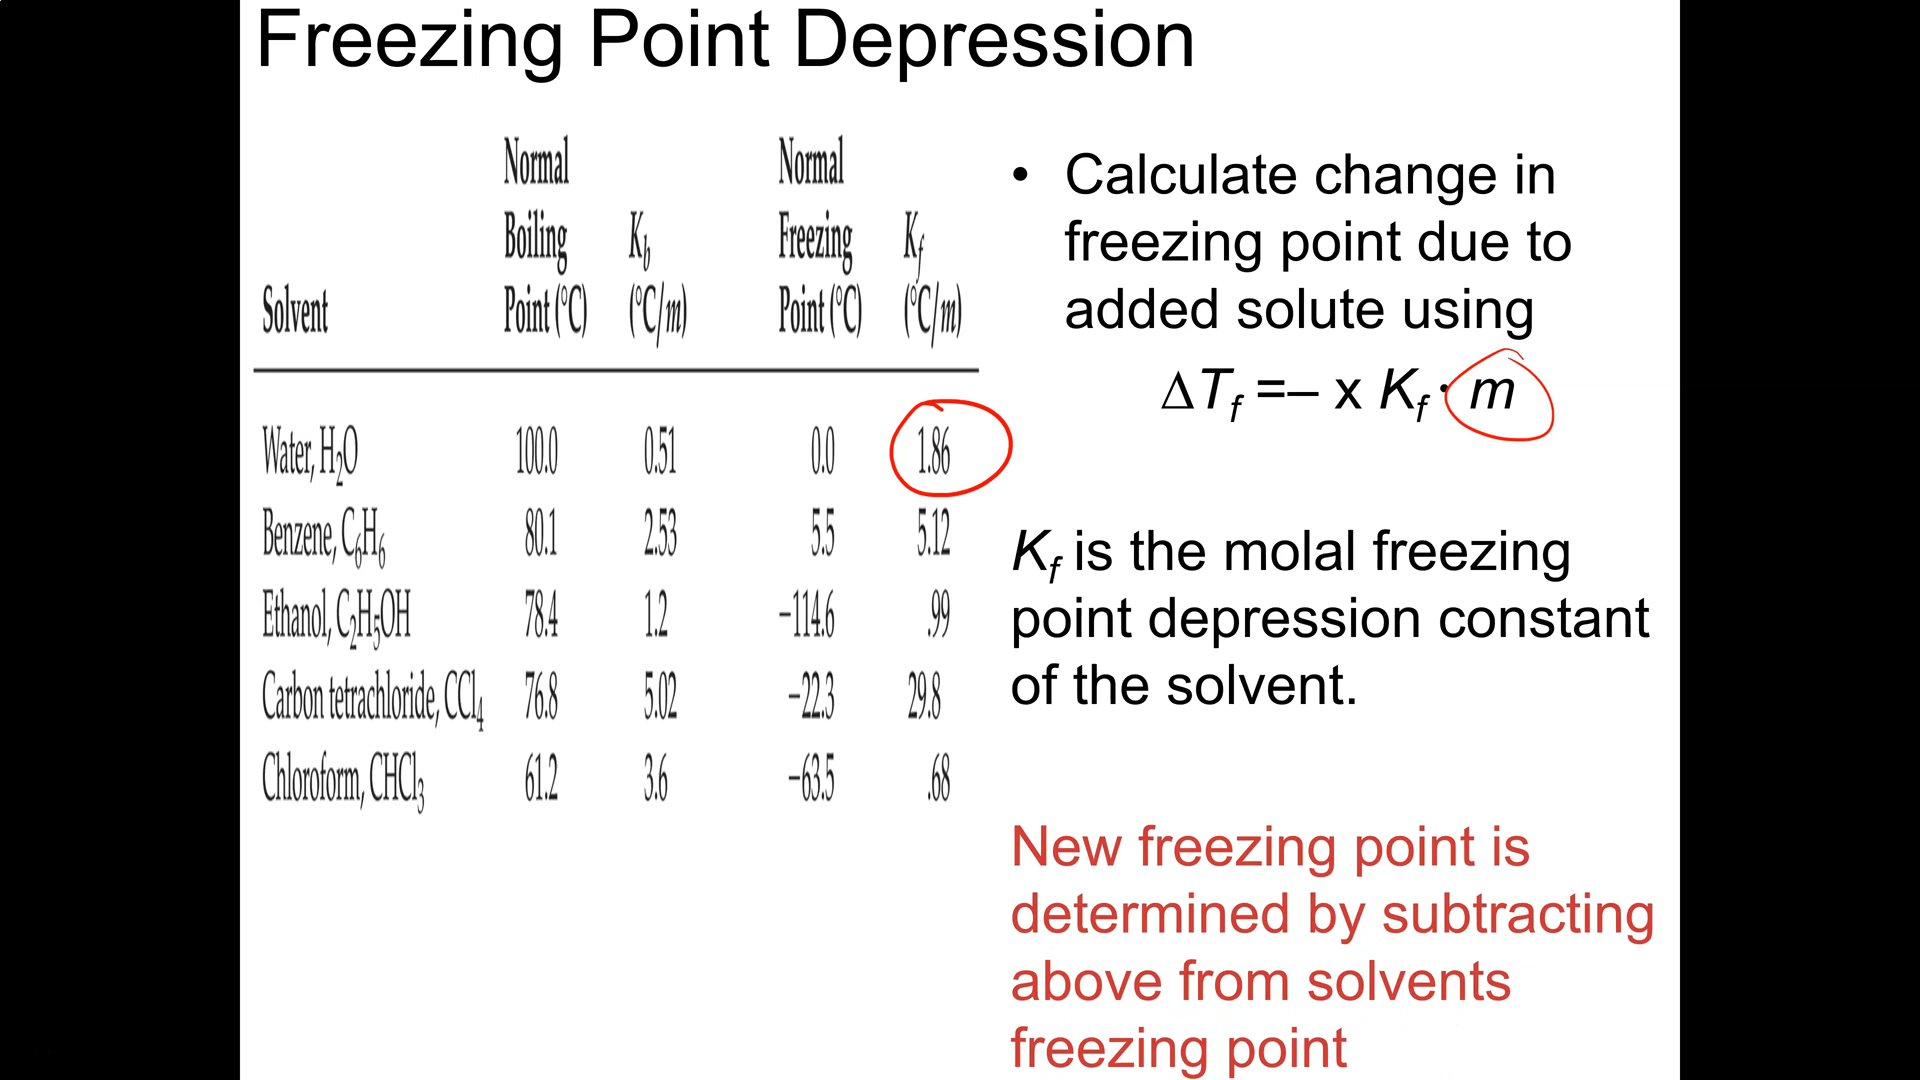 Freezing Point Depression
Normal Normal
Boiling K_b Freezing K_f
Solvent Point (°C) (°C/m) Point (°C) (°C/m)
Water, H₂O 100.0 0.51 0.0 1.86
Benzene, C₆H₆ 80.1 2.53 5.5 5.12
Ethanol, C₂H₅OH 78.4 1.2 −114.6 .99
Carbon tetrachloride, CCl₄ 76.8 5.02 −22.3 29.8
Chloroform, CHCl₃ 61.2 3.6 −63.5 .68
• Calculate change in
freezing point due to
added solute using
ΔT_f =– x K_f · m
K_f is the molal freezing
point depression constant
of the solvent.
New freezing point is
determined by subtracting
above from solvents
freezing point